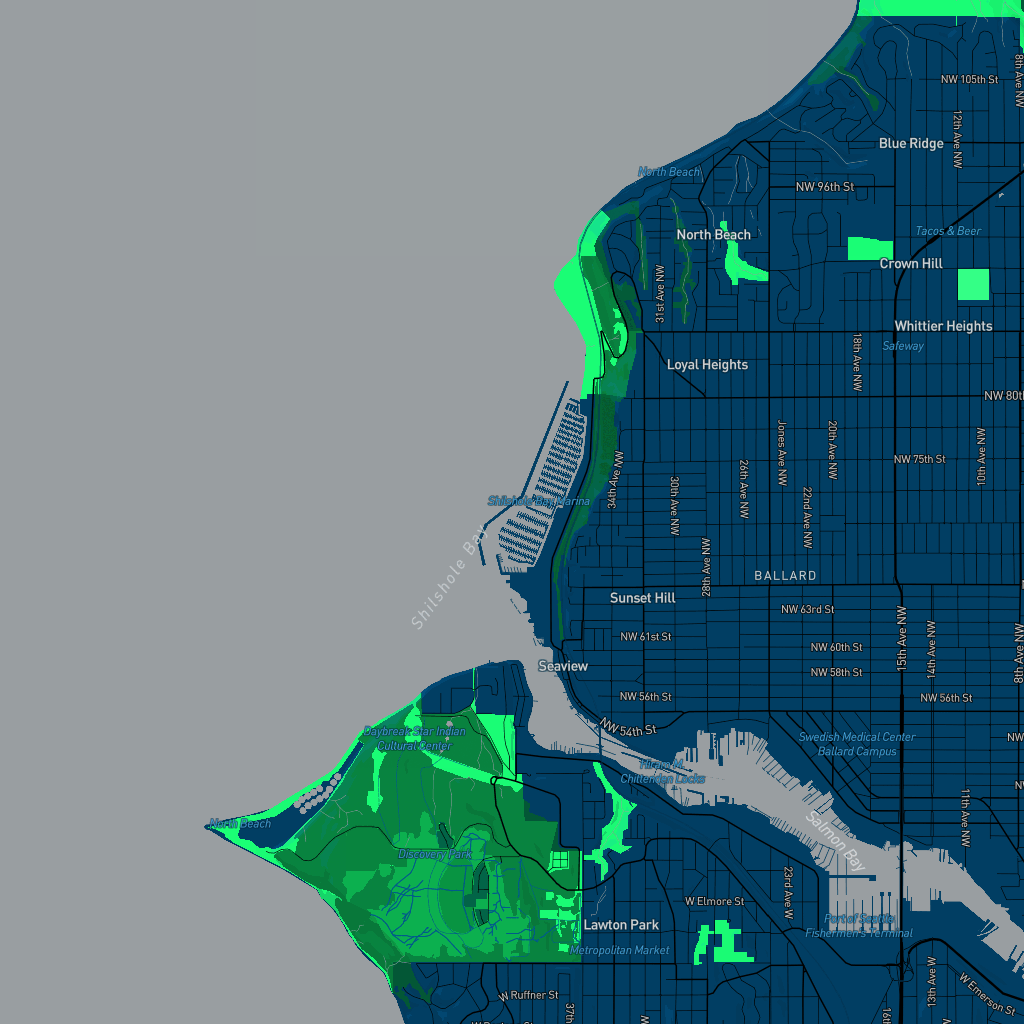 8th Ave NW
NW 105th St
12th Ave NW
Blue Ridge
North Beach
NW 96th St
North Beach
Tacos & Beer
Crown Hill
31st Ave NW
Whittier Heights
18th Ave NW
Safeway
Loyal Heights
NW 80th
Jones Ave NW
20th Ave NW
10th Ave NW
34th Ave NW
26th Ave NW
NW 75th St
30th Ave NW
22nd Ave NW
Shilshole Bay Marina
Shilshole Bay
28th Ave NW
BALLARD
Sunset Hill
NW 63rd St
15th Ave NW
14th Ave NW
8th Ave NW
NW 61st St
NW 60th St
Seaview
NW 58th St
NW 56th St
NW 56th St
NW 54th St
Daybreak Star Indian
Cultural Center
Swedish Medical Center
Ballard Campus
NW
Hiram M.
Chittenden Locks
NW
11th Ave NW
North Beach
Salmon Bay
Discovery Park
23rd Ave W
W Elmore St
Lawton Park
Port of Seattle
Fishermen's Terminal
Metropolitan Market
13th Ave W
W Emerson St
W Ruffner St
37th
16th
W
NW